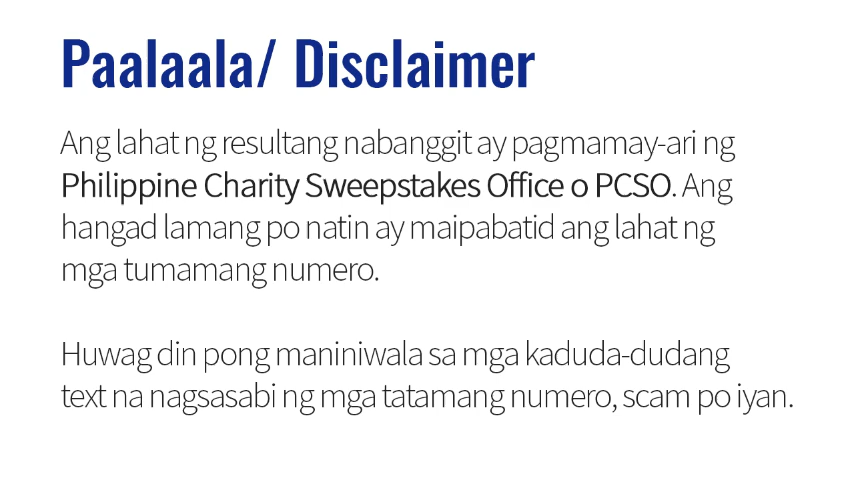 Paalaala/ Disclaimer
Ang lahat ng resultang nabanggit ay pagmamay-ari ng
Philippine Charity Sweepstakes Office o PCSO. Ang
hangad lamang po natin ay maipabatid ang lahat ng
mga tumamang numero.
Huwag din pong maniniwala sa mga kaduda-dudang
text na nagsasabi ng mga tatamang numero, scam po iyan.